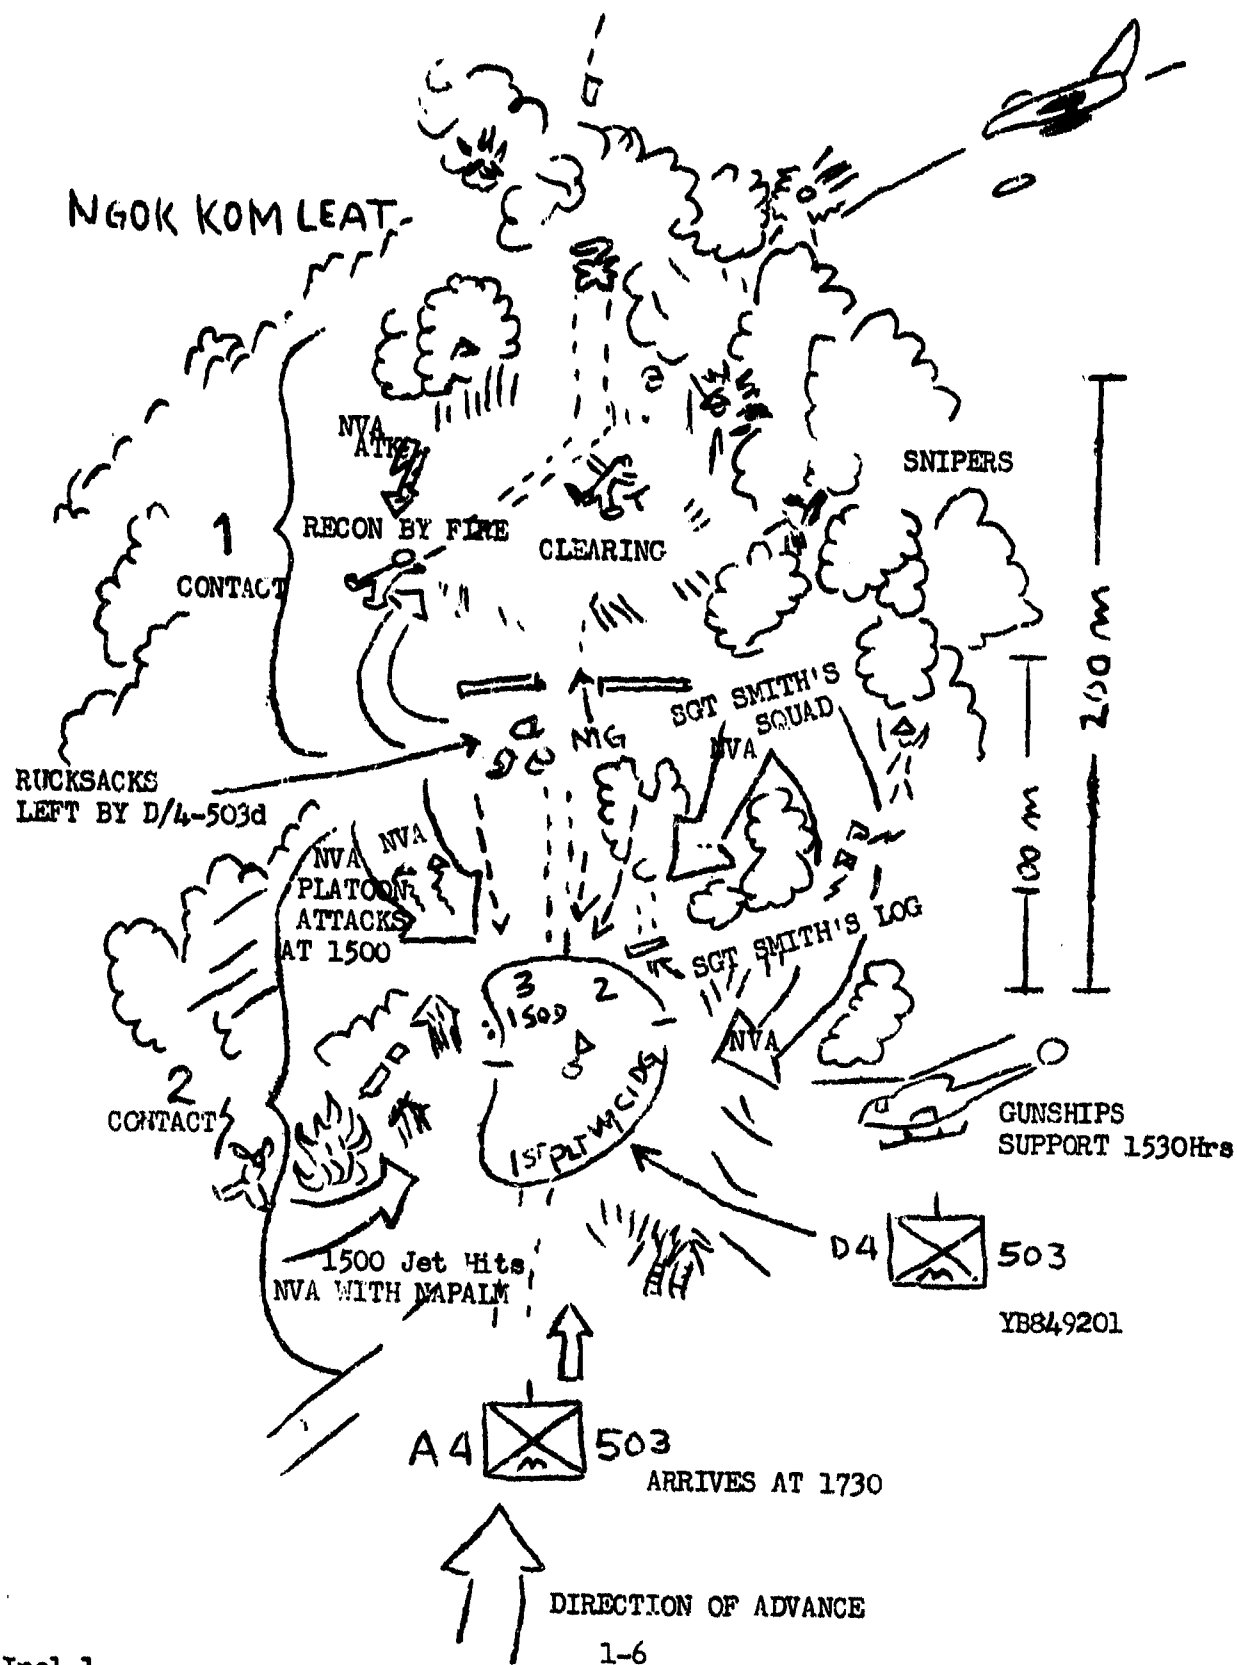 NGOK KOM LEAT
NVA
ATK
SNIPERS
1
RECON BY FIRE
CLEARING
CONTACT
200 m
SGT SMITH'S
SQUAD
MG
NVA
RUCKSACKS
LEFT BY D/4-503d
100 m
NVA
NVA
PLATOON
ATTACKS
AT 1500
SGT SMITH'S LOG
3
2
1500
NVA
2
CONTACT
1ST PLT W/CIDG
GUNSHIPS
SUPPORT 1530Hrs
D4
503
1500 Jet Hits
NVA WITH NAPALM
YB849201
A4
503
ARRIVES AT 1730
DIRECTION OF ADVANCE
1-6
Incl 1